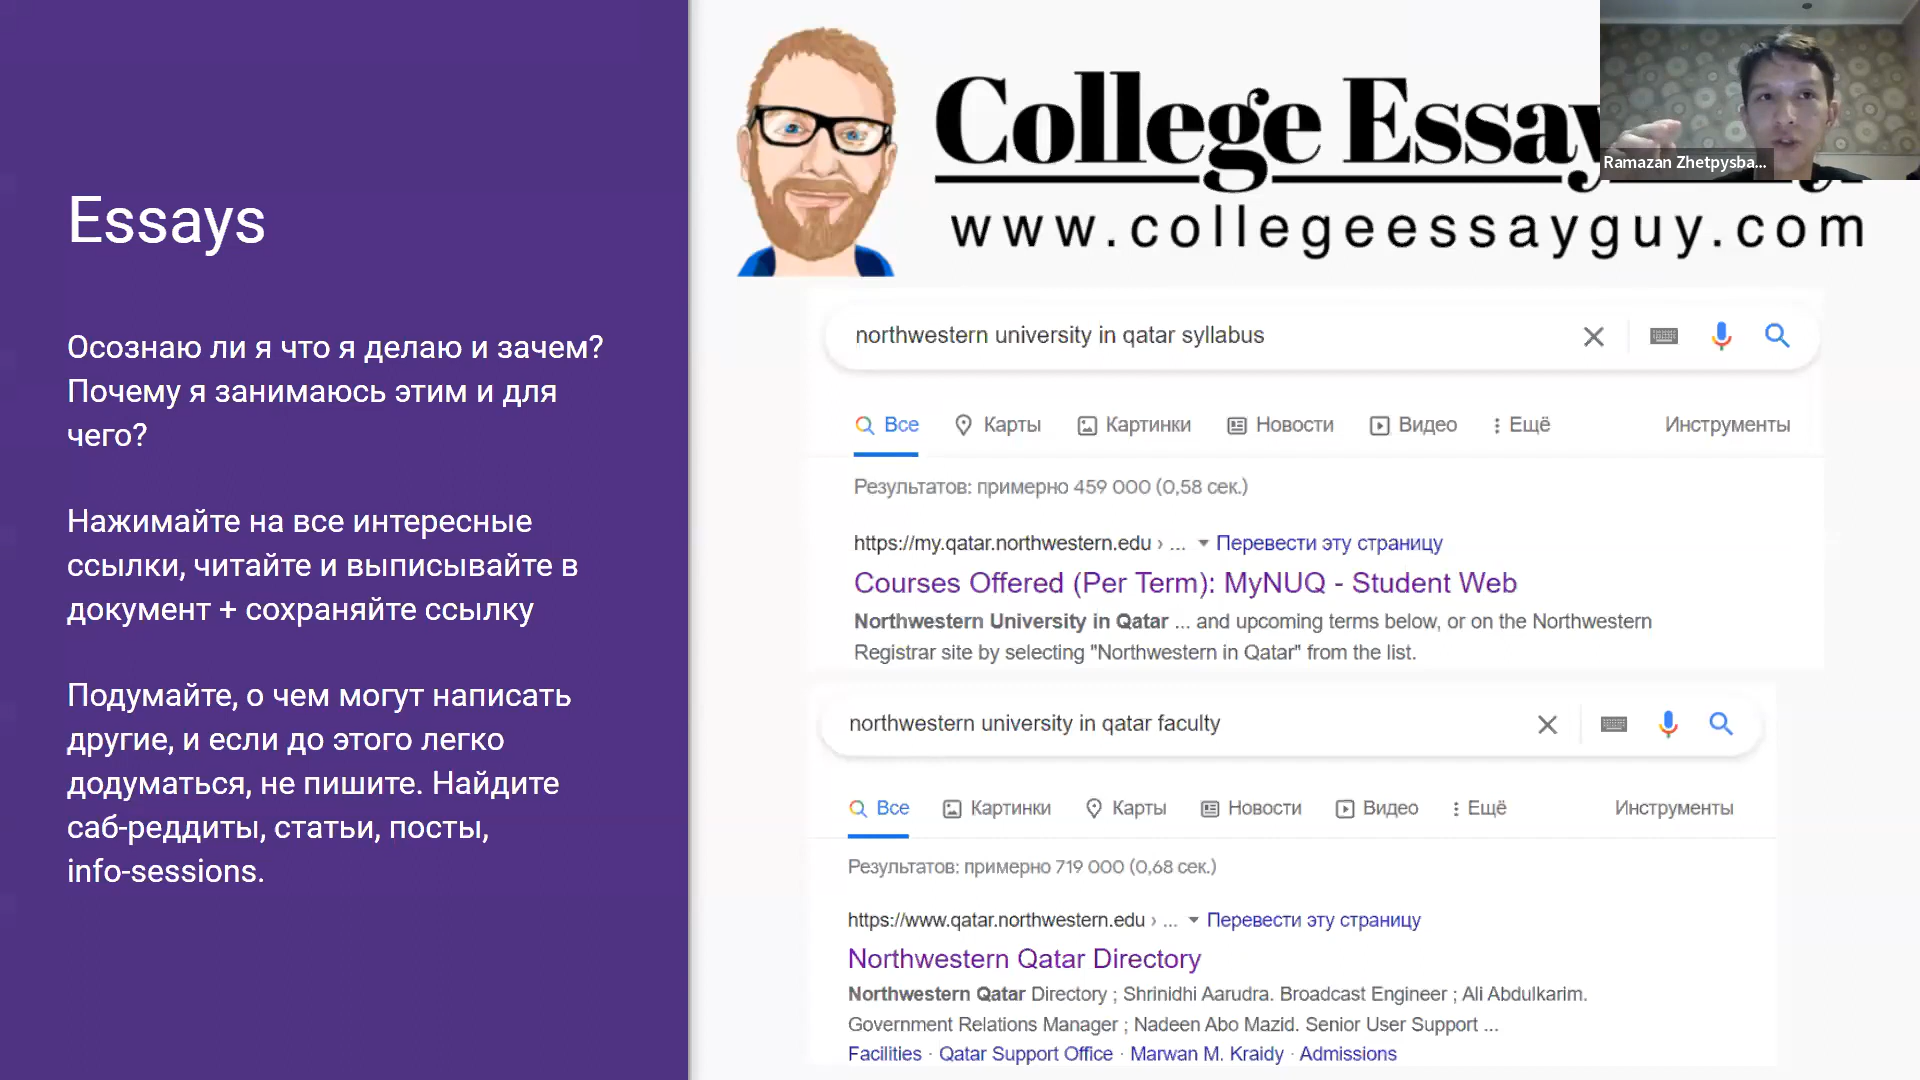 Essays
Осознаю ли я что я делаю и зачем?
Почему я занимаюсь этим и для
чего?
Нажимайте на все интересные
ссылки, читайте и выписывайте в
документ + сохраняйте ссылку
Подумайте, о чем могут написать
другие, и если до этого легко
додуматься, не пишите. Найдите
саб-реддиты, статьи, посты,
info-sessions.
College Essay
www.collegeessayguy.com
Ramazan Zhetpysba...
northwestern university in qatar syllabus
Все Карты Картинки Новости Видео Ещё Инструменты
Результатов: примерно 459 000 (0,58 сек.)
https://my.qatar.northwestern.edu › ... Перевести эту страницу
Courses Offered (Per Term): MyNUQ - Student Web
Northwestern University in Qatar ... and upcoming terms below, or on the Northwestern
Registrar site by selecting "Northwestern in Qatar" from the list.
northwestern university in qatar faculty
Все Картинки Карты Новости Видео Ещё Инструменты
Результатов: примерно 719 000 (0,68 сек.)
https://www.qatar.northwestern.edu › ... Перевести эту страницу
Northwestern Qatar Directory
Northwestern Qatar Directory ; Shrinidhi Aarudra. Broadcast Engineer ; Ali Abdulkarim.
Government Relations Manager ; Nadeen Abo Mazid. Senior User Support ...
Facilities · Qatar Support Office · Marwan M. Kraidy · Admissions